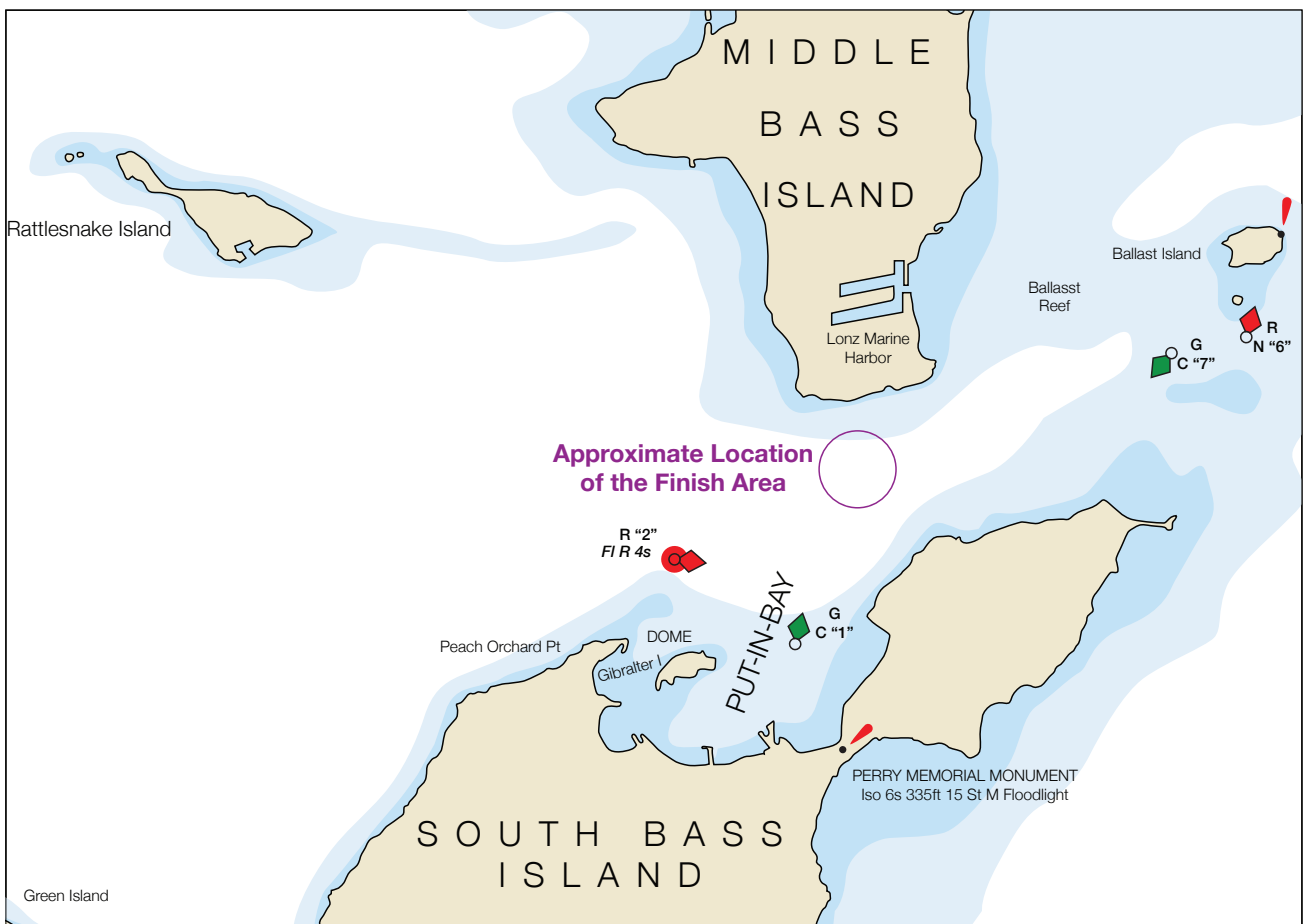 MIDDLE
BASS
ISLAND
Rattlesnake Island
Ballast Island
Ballasst
Reef
R
N “6”
G
C “7”
Lonz Marine
Harbor
Approximate Location
of the Finish Area
R “2”
Fl R 4s
G
C “1”
PUT-IN-BAY
DOME
Peach Orchard Pt
Gibralter I
PERRY MEMORIAL MONUMENT
Iso 6s 335ft 15 St M Floodlight
SOUTH BASS
ISLAND
Green Island